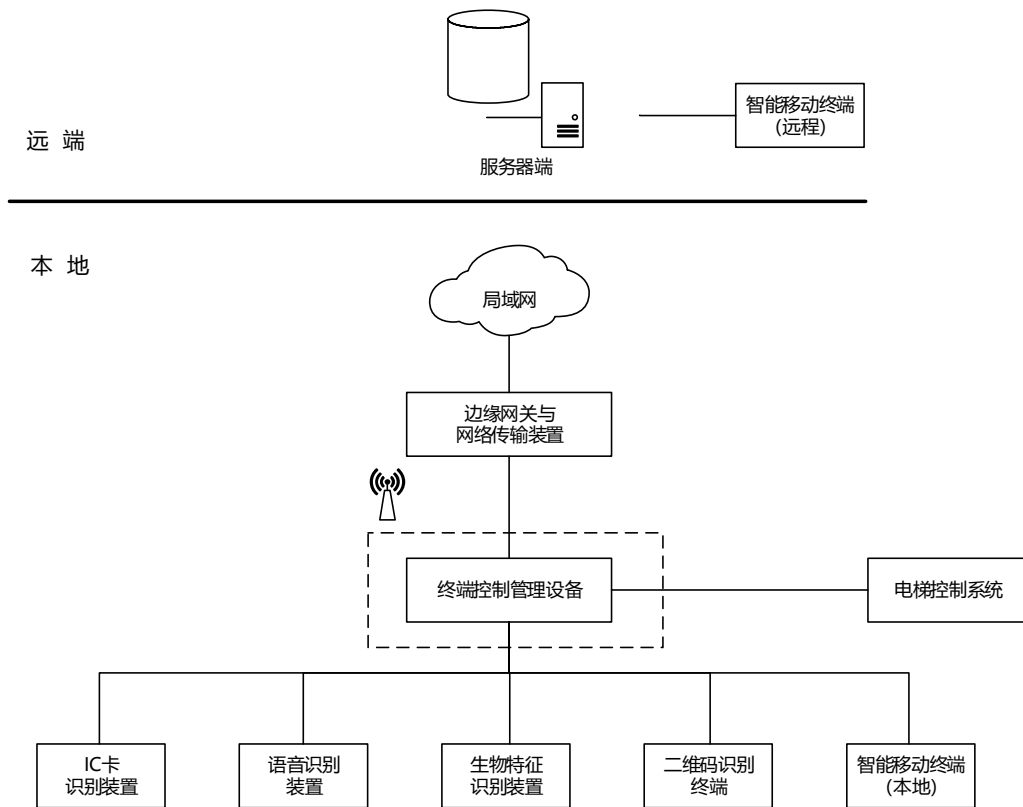 智能移动终端
(远程)
远 端
服务器端
本 地
局域网
边缘网关与
网络传输装置
终端控制管理设备
电梯控制系统
IC卡
识别装置
语音识别
装置
生物特征
识别装置
二维码识别
终端
智能移动终端
(本地)